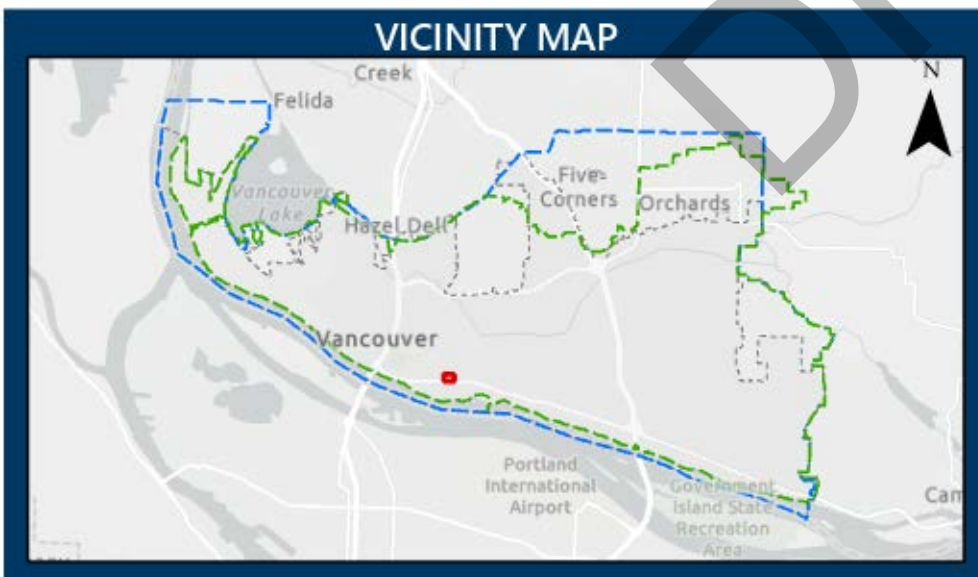 VICINITY MAP
Creek
N
Felida
Vancouver
Lake
Five
Corners
Orchards
Hazel Dell
Vancouver
Portland
International
Airport
Government
Island State
Recreation
Area
Cam